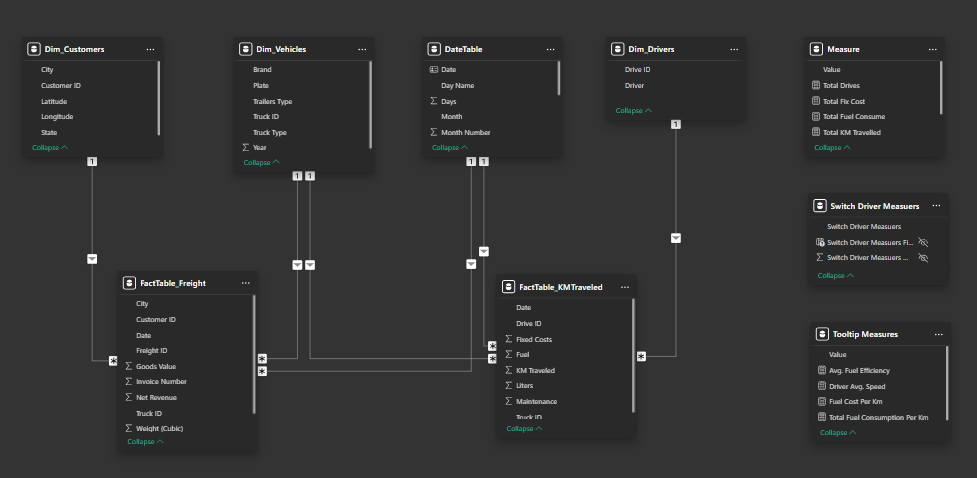 Dim_Customers
City
Customer ID
Latitude
Longitude
State
Collapse
Dim_Vehicles
Brand
Plate
Trailers Type
Truck ID
Truck Type
Year
Collapse
DateTable
Date
Day Name
Days
Month
Month Number
Collapse
Dim_Drivers
Drive ID
Driver
Collapse
Measure
Value
Total Drives
Total Fix Cost
Total Fuel Consume
Total KM Travelled
Collapse
1
1
1
1
1
1
1
Switch Driver Measuers
Switch Driver Measuers
Switch Driver Measuers Fi...
Switch Driver Measuers ...
Collapse
FactTable_Freight
City
Customer ID
Date
Freight ID
Goods Value
Invoice Number
Net Revenue
Truck ID
Weight (Cubic)
Collapse
FactTable_KMTraveled
Date
Drive ID
Fixed Costs
Fuel
KM Traveled
Liters
Maintenance
Truck ID
Collapse
Tooltip Measures
Value
Avg. Fuel Efficiency
Driver Avg. Speed
Fuel Cost Per Km
Total Fuel Consumption Per Km
Collapse